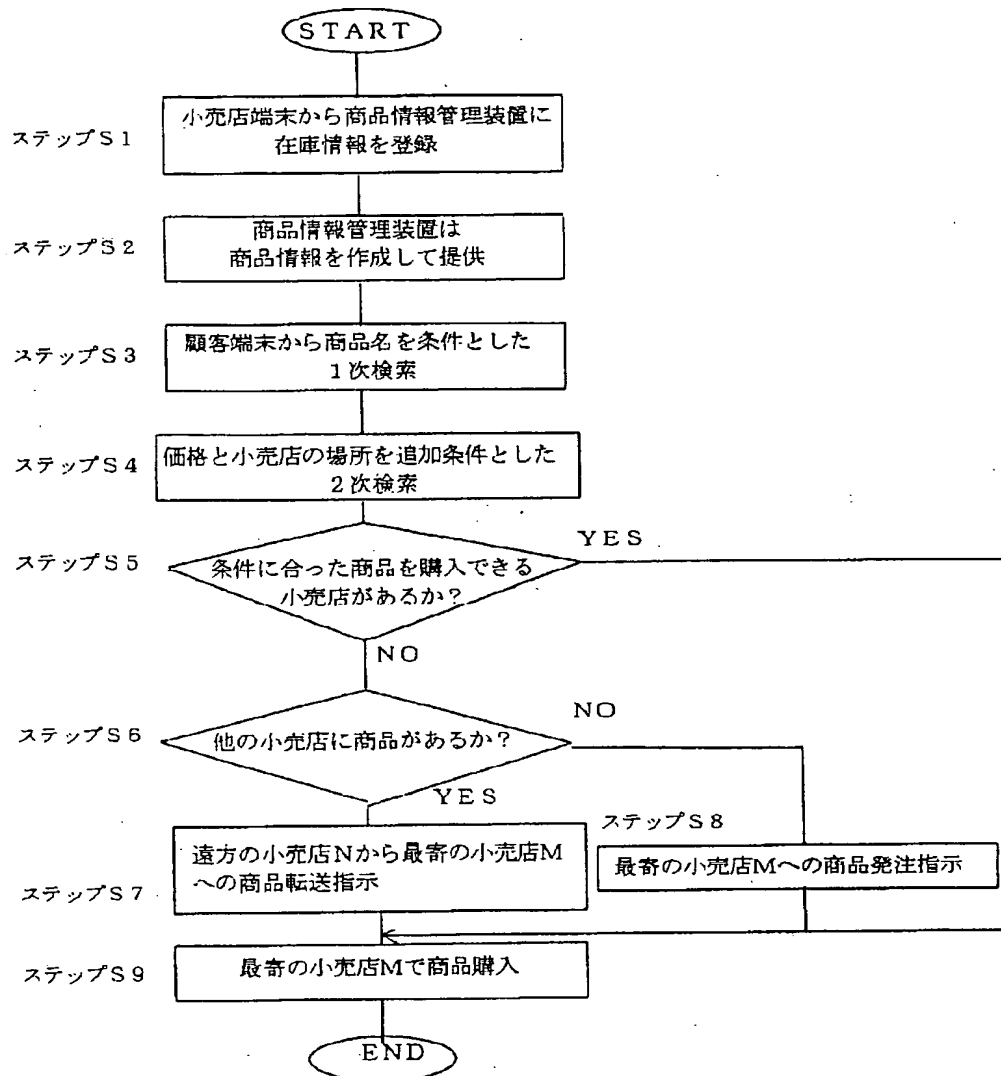 START
ステップS1
小売店端末から商品情報管理装置に
在庫情報を登録
ステップS2
商品情報管理装置は
商品情報を作成して提供
ステップS3
顧客端末から商品名を条件とした
1次検索
ステップS4
価格と小売店の場所を追加条件とした
2次検索
ステップS5
条件に合った商品を購入できる
小売店があるか?
YES
NO
ステップS6
他の小売店に商品があるか?
NO
YES
ステップS7
遠方の小売店Nから最寄の小売店M
への商品転送指示
ステップS8
最寄の小売店Mへの商品発注指示
ステップS9
最寄の小売店Mで商品購入
END